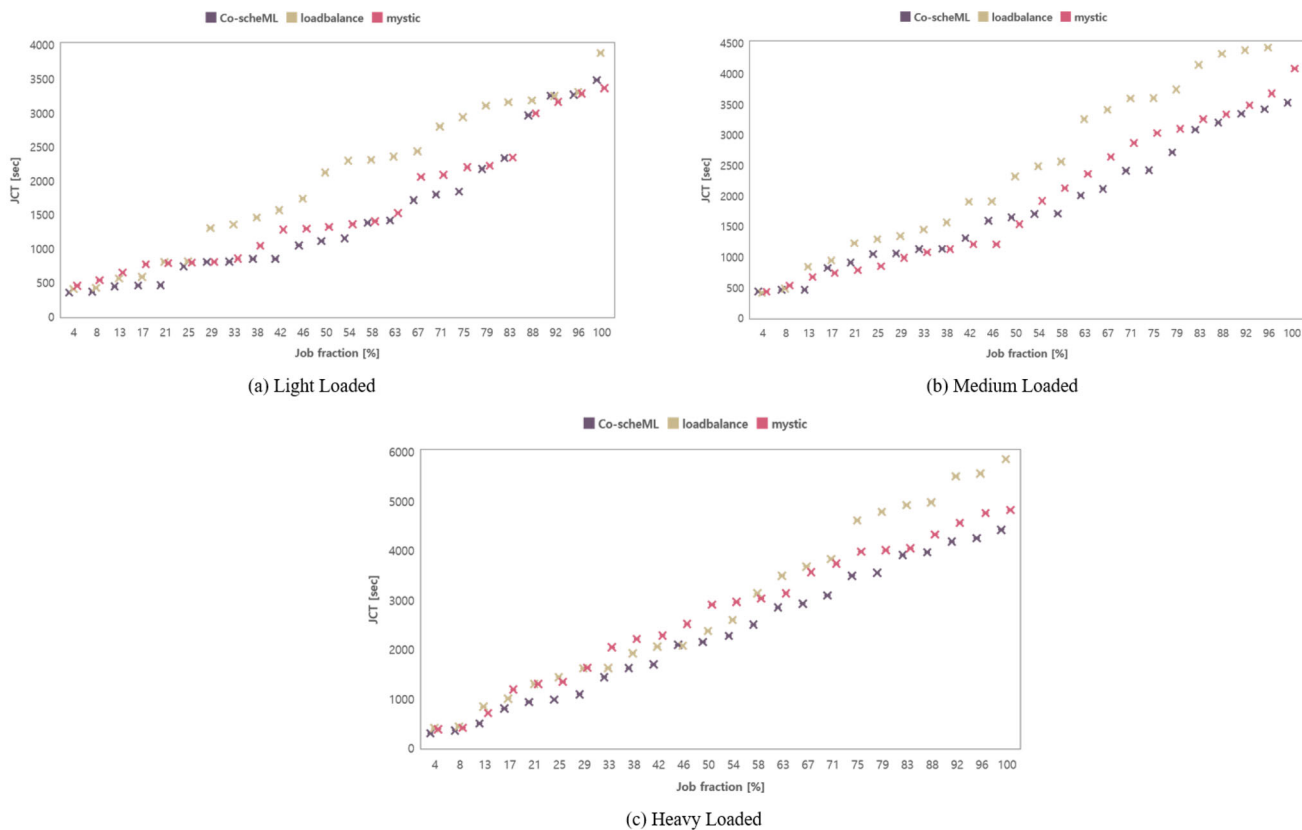 Co-scheML loadbalance mystic
4000
3500
3000
2500
2000
1500
1000
500
0
JCT [sec]
4 8 13 17 21 25 29 33 38 42 46 50 54 58 63 67 71 75 79 83 88 92 96 100
Job fraction [%]
(a) Light Loaded
Co-scheML loadbalance mystic
4500
4000
3500
3000
2500
2000
1500
1000
500
0
JCT [sec]
4 8 13 17 21 25 29 33 38 42 46 50 54 58 63 67 71 75 79 83 88 92 96 100
Job fraction [%]
(b) Medium Loaded
Co-scheML loadbalance mystic
6000
5000
4000
3000
2000
1000
0
JCT [sec]
4 8 13 17 21 25 29 33 38 42 46 50 54 58 63 67 71 75 79 83 88 92 96 100
Job fraction [%]
(c) Heavy Loaded